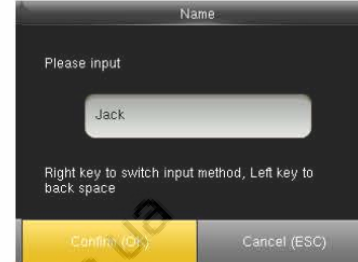 Name
Please input
Jack
Right key to switch input method, Left key to
back space
Confirm (OK)
Cancel (ESC)
ua